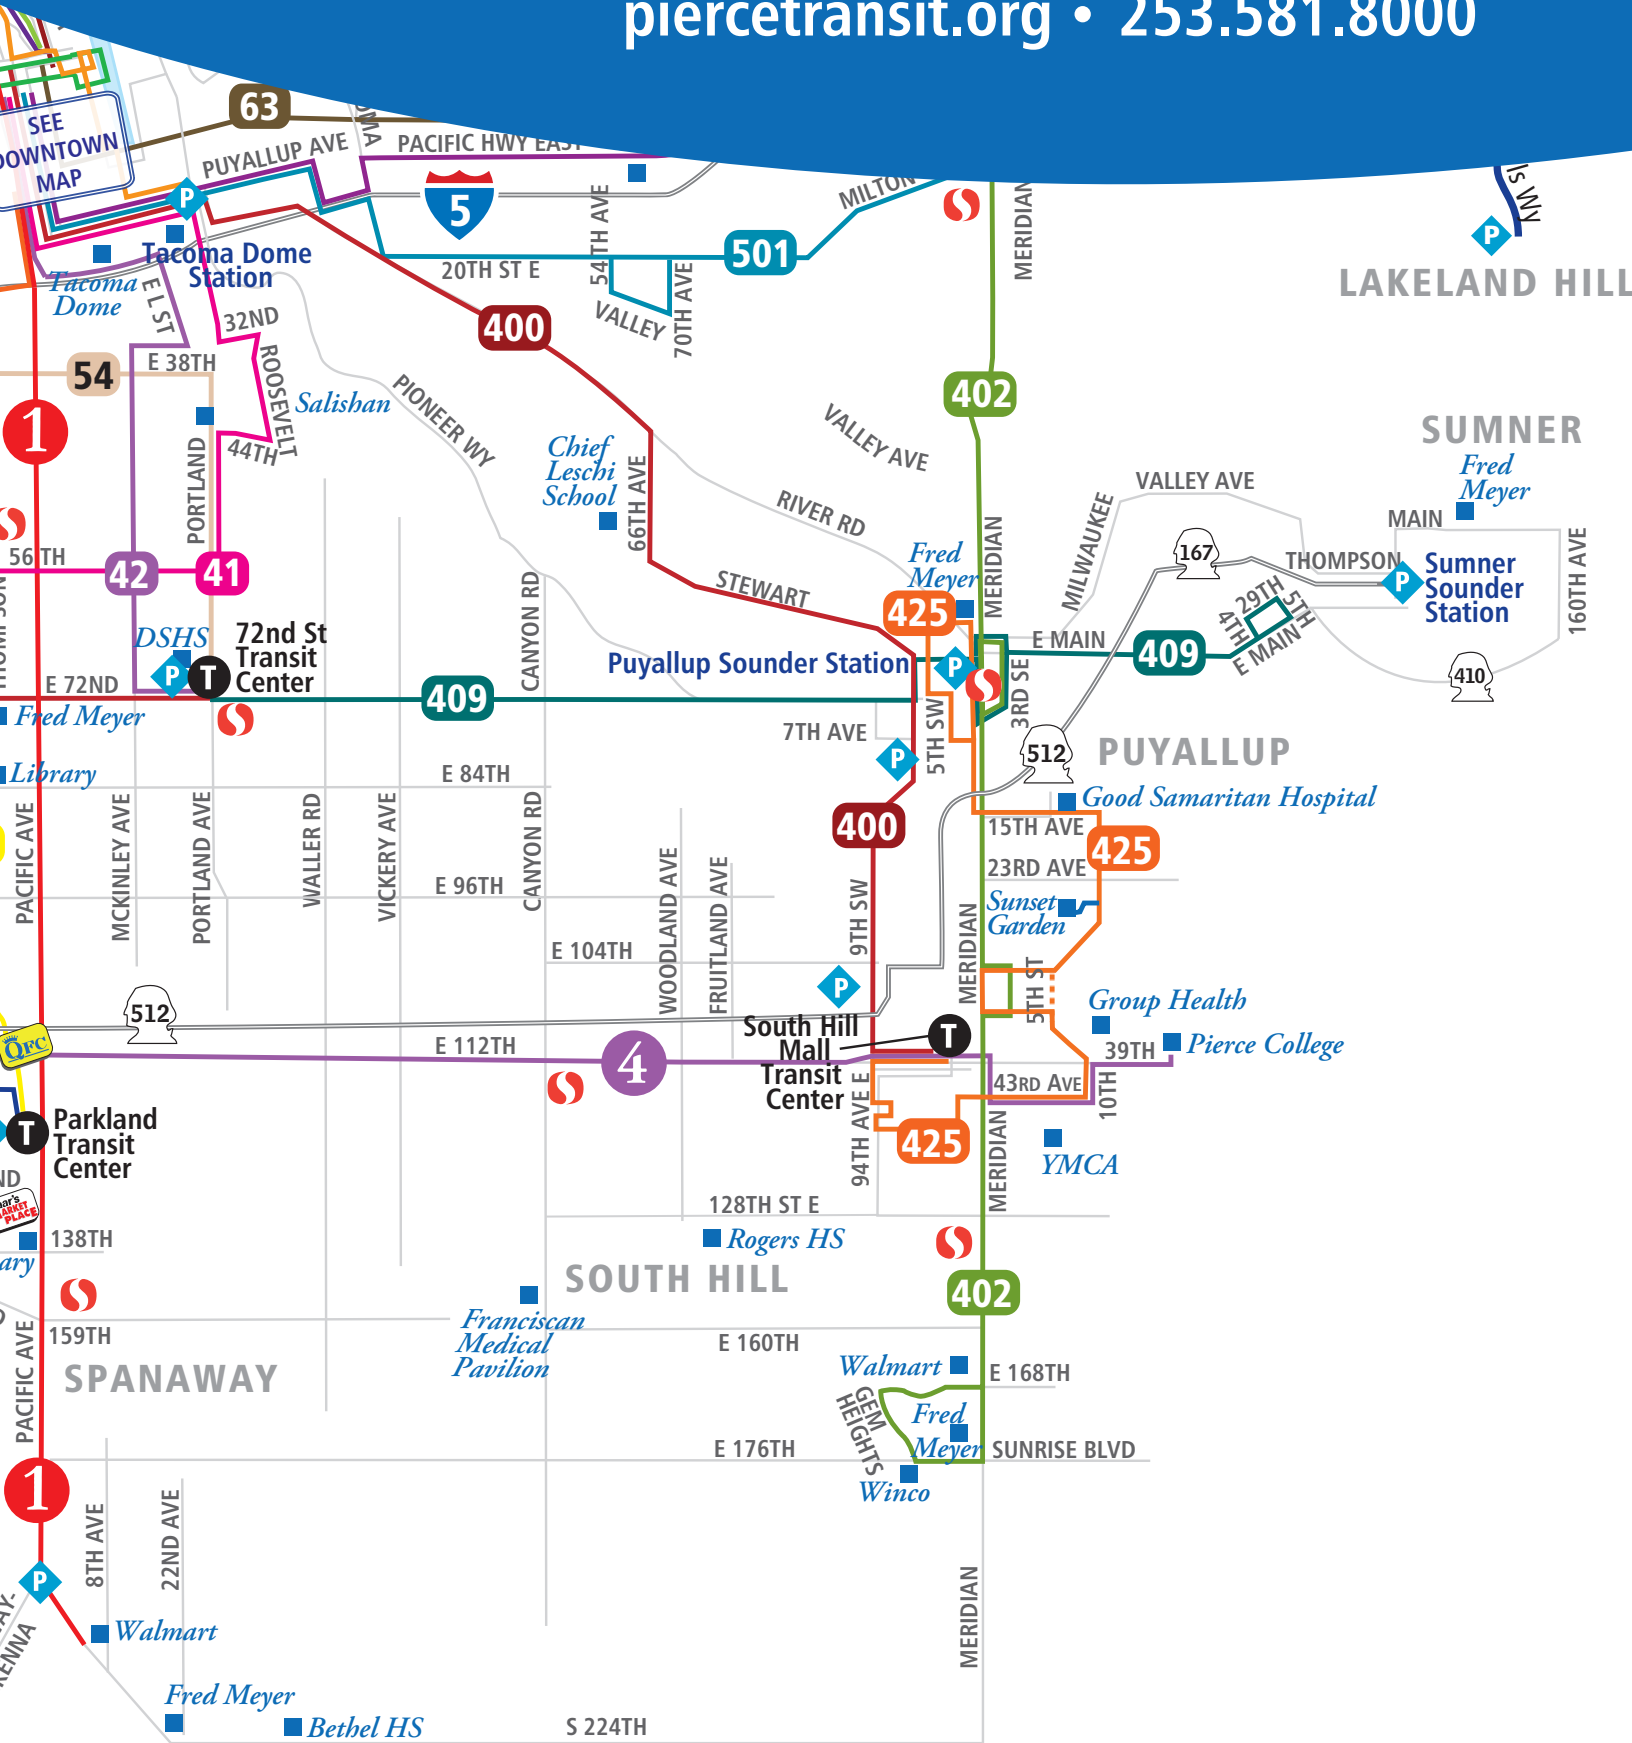 piercetransit.org • 253.581.8000
SEE
DOWNTOWN
MAP
63
PUYALLUP AVE
PACIFIC HWY EAST
P
5
54TH AVE
MILTON
MERIDIAN
P
LAKELAND HILL
Tacoma Dome
Station
Tacoma
Dome
E L ST
20TH ST E
501
VALLEY
70TH AVE
32ND
400
E 38TH
54
ROOSEVELT
Salishan
402
1
44TH
PORTLAND
PIONEER WY
VALLEY AVE
Chief
Leschi
School
66TH AVE
RIVER RD
SUMNER
Fred
Meyer
VALLEY AVE
MAIN
MILWAUKEE
MERIDIAN
167
THOMPSON
P
Sumner
Sounder
Station
160TH AVE
56TH
42
41
CANYON RD
STEWART
Fred
Meyer
425
29TH
5TH
4TH
E MAIN
E MAIN
409
410
DSHS
72nd St
Transit
Center
P
T
Puyallup Sounder Station
P
3RD SE
E 72ND
409
Fred Meyer
7TH AVE
5TH SW
P
512
PUYALLUP
Library
E 84TH
Good Samaritan Hospital
400
15TH AVE
425
PACIFIC AVE
MCKINLEY AVE
PORTLAND AVE
WALLER RD
VICKERY AVE
CANYON RD
WOODLAND AVE
FRUITLAND AVE
E 96TH
23RD AVE
Sunset
Garden
9TH SW
MERIDIAN
E 104TH
P
5TH ST
Group Health
512
South Hill
Mall
Transit
Center
T
QFC
E 112TH
4
39TH
Pierce College
43RD AVE
10TH
94TH AVE E
425
MERIDIAN
YMCA
T
Parkland
Transit
Center
128TH ST E
MARKET
PLACE
138TH
Rogers HS
SOUTH HILL
402
Franciscan
Medical
Pavilion
159TH
PACIFIC AVE
SPANAWAY
E 160TH
Walmart
E 168TH
GEM
HEIGHTS
Fred
Meyer
E 176TH
SUNRISE BLVD
Winco
1
8TH AVE
22ND AVE
P
MERIDIAN
Walmart
Fred Meyer
Bethel HS
S 224TH